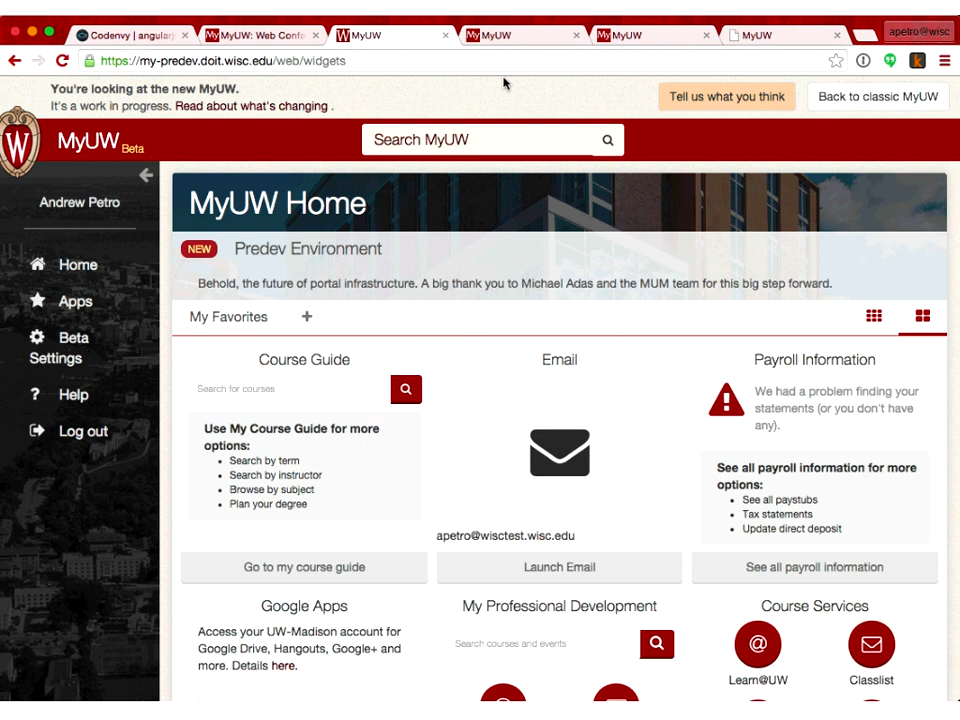 Codenvy | angularj
MyUW: Web Confe
MyUW
MyUW
MyUW
MyUW
apetro@wisc
https://my-predev.doit.wisc.edu/web/widgets
You're looking at the new MyUW.
It's a work in progress. Read about what's changing .
Tell us what you think
Back to classic MyUW
W
MyUW Beta
Search MyUW
Andrew Petro
Home
Apps
Beta
Settings
Help
Log out
MyUW Home
NEW Predev Environment
Behold, the future of portal infrastructure. A big thank you to Michael Adas and the MUM team for this big step forward.
My Favorites +
Course Guide
Search for courses
Use My Course Guide for more
options:
• Search by term
• Search by instructor
• Browse by subject
• Plan your degree
Go to my course guide
Email
apetro@wisctest.wisc.edu
Launch Email
Payroll Information
We had a problem finding your
statements (or you don't have
any).
See all payroll information for more
options:
• See all paystubs
• Tax statements
• Update direct deposit
See all payroll information
Google Apps
Access your UW-Madison account for
Google Drive, Hangouts, Google+ and
more. Details here.
My Professional Development
Search courses and events
Course Services
@
Learn@UW
Classlist